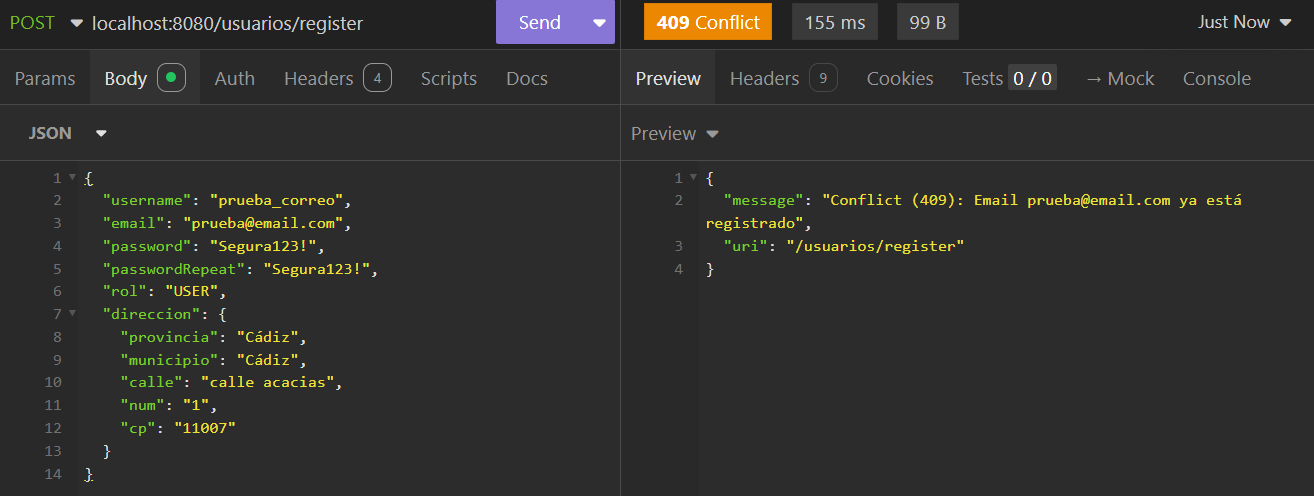 POST localhost:8080/usuarios/register Send
409 Conflict 155 ms 99 B Just Now
Params Body Auth Headers 4 Scripts Docs
Preview Headers 9 Cookies Tests 0 / 0 → Mock Console
JSON
Preview
1 {
2 "username": "prueba_correo",
3 "email": "prueba@email.com",
4 "password": "Segura123!",
5 "passwordRepeat": "Segura123!",
6 "rol": "USER",
7 "direccion": {
8 "provincia": "Cádiz",
9 "municipio": "Cádiz",
10 "calle": "calle acacias",
11 "num": "1",
12 "cp": "11007"
13 }
14 }
1 {
2 "message": "Conflict (409): Email prueba@email.com ya está
registrado",
3 "uri": "/usuarios/register"
4 }